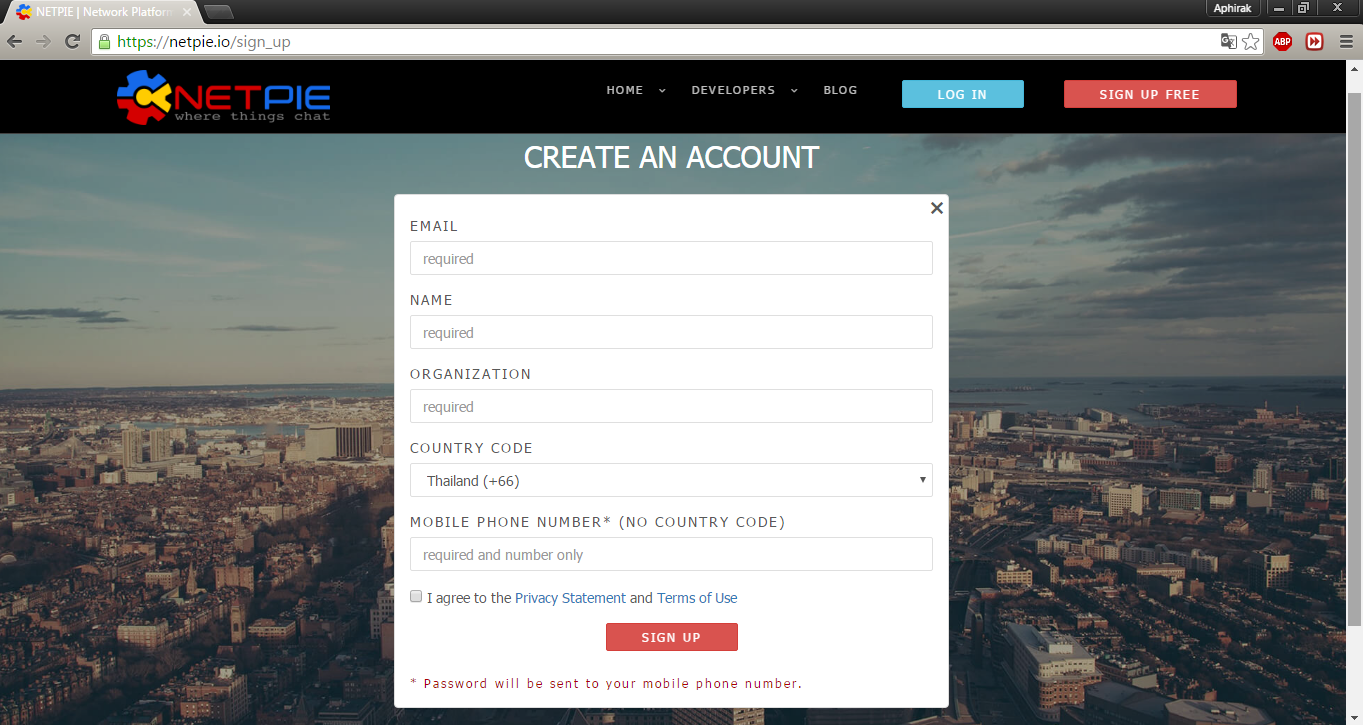 NETPIE | Network Platform
Aphirak
https://netpie.io/sign_up
ABP
NETPIE
where things chat
HOME
DEVELOPERS
BLOG
LOG IN
SIGN UP FREE
CREATE AN ACCOUNT
EMAIL
required
NAME
required
ORGANIZATION
required
COUNTRY CODE
Thailand (+66)
MOBILE PHONE NUMBER* (NO COUNTRY CODE)
required and number only
I agree to the Privacy Statement and Terms of Use
SIGN UP
* Password will be sent to your mobile phone number.